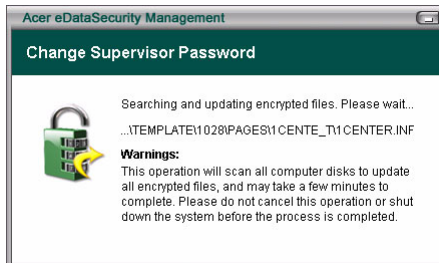 Acer eDataSecurity Management
Change Supervisor Password
Searching and updating encrypted files. Please wait...
...\TEMPLATE\1028\PAGES\1CENTE_T\1CENTER.INF
Warnings:
This operation will scan all computer disks to update
all encrypted files, and may take a few minutes to
complete. Please do not cancel this operation or shut
down the system before the process is completed.